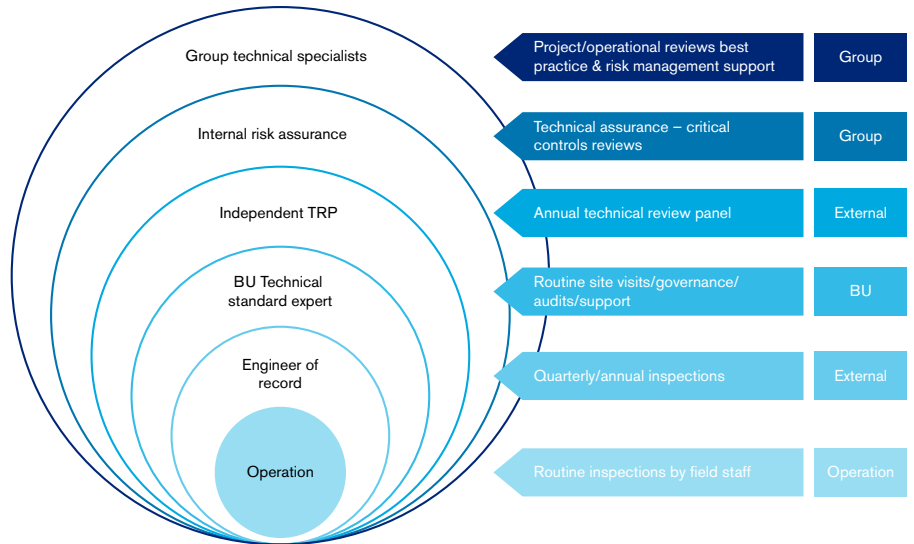 Group technical specialists
Project/operational reviews best
practice & risk management support
Group
Internal risk assurance
Technical assurance – critical
controls reviews
Group
Independent TRP
Annual technical review panel
External
BU Technical
standard expert
Routine site visits/governance/
audits/support
BU
Engineer of
record
Quarterly/annual inspections
External
Operation
Routine inspections by field staff
Operation